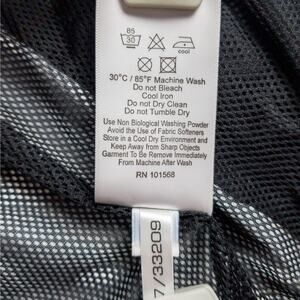 85
30
cool
30°C / 85°F Machine Wash
Do not Bleach
Cool Iron
Do not Dry Clean
Do not Tumble Dry
Use Non Biological Washing Powder
Avoid the Use of Fabric Softeners
Store in a Cool Dry Environment and
Keep Away from Sharp Objects
Garment To Be Remove Immediately
From Machine After Wash
RN 101568
7/33209